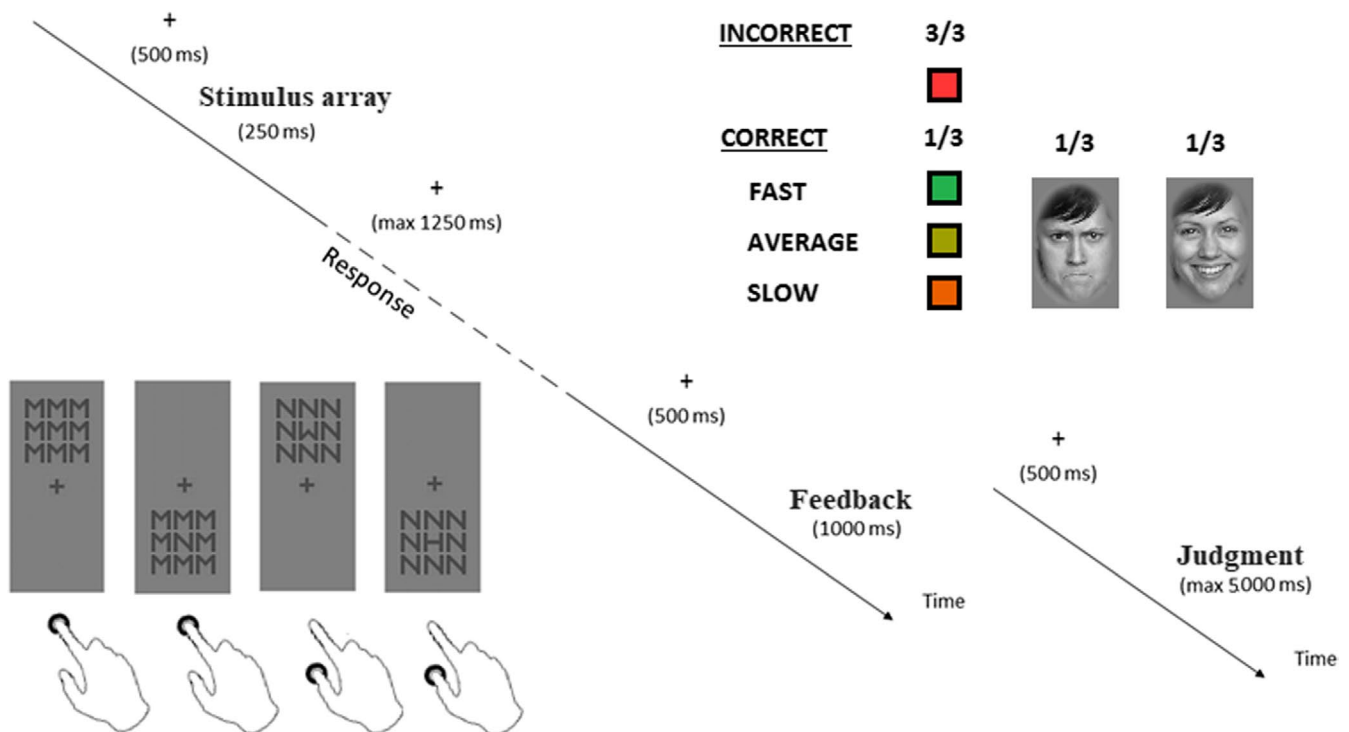 +
(500 ms)
Stimulus array
(250 ms)
+
(max 1250 ms)
Response
+
(500 ms)
Feedback
(1000 ms)
Time
INCORRECT 3/3
CORRECT 1/3 1/3 1/3
FAST
AVERAGE
SLOW
MMM
MMM
MMM
+
+
MMM
MNM
MMM
NNN
NWN
NNN
+
+
NNN
NHN
NNN
+
(500 ms)
Judgment
(max 5000 ms)
Time